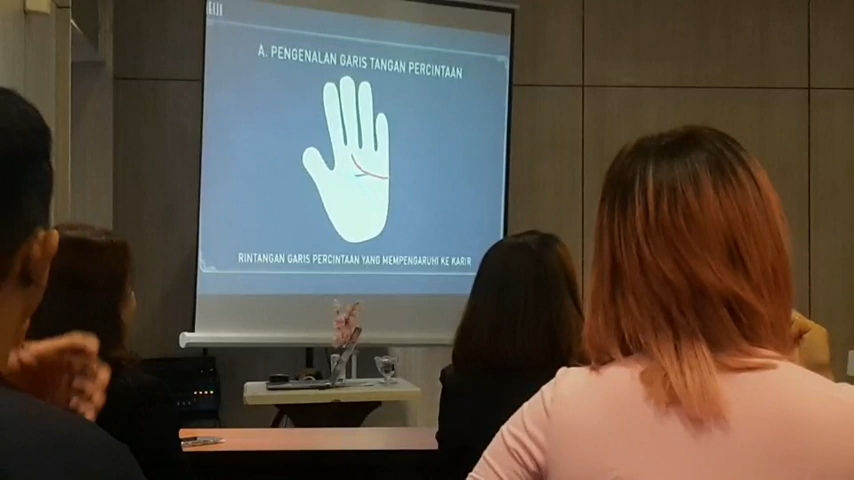 A. PENGENALAN GARIS TANGAN PERCINTAAN
RINTANGAN GARIS PERCINTAAN YANG MEMPENGARUHI KE KARIR